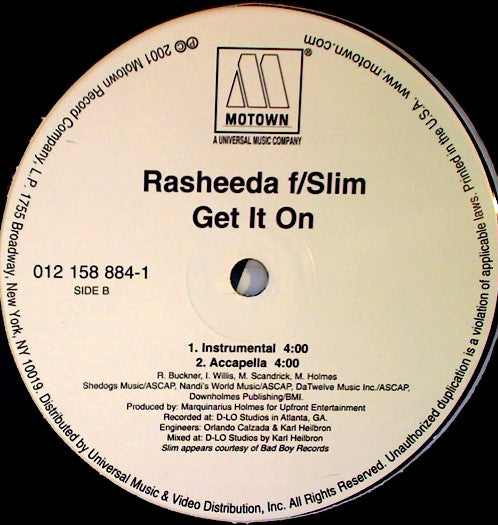 MOTOWN
®
A UNIVERSAL MUSIC COMPANY
Rasheeda f/Slim
Get It On
012 158 884-1
SIDE B
1. Instrumental 4:00
2. Accapella 4:00
R. Buckner, I. Willis, M. Scandrick, M. Holmes
Shedogs Music/ASCAP, Nandi's World Music/ASCAP, DaTwelve Music Inc./ASCAP,
Downholmes Publishing/BMI.
Produced by: Marquinarius Holmes for Upfront Entertainment
Recorded at: D-LO Studios in Atlanta, GA.
Engineers: Orlando Calzada & Karl Heilbron
Mixed at: D-LO Studios by Karl Heilbron
Slim appears courtesy of Bad Boy Records
℗ © 2001 Motown Record Company, L.P. 1755 Broadway, New York, NY 10019. Distributed by Universal Music & Video Distribution, Inc. All Rights Reserved. Unauthorized duplication is a violation of applicable laws. Printed in the U.S.A. www.motown.com